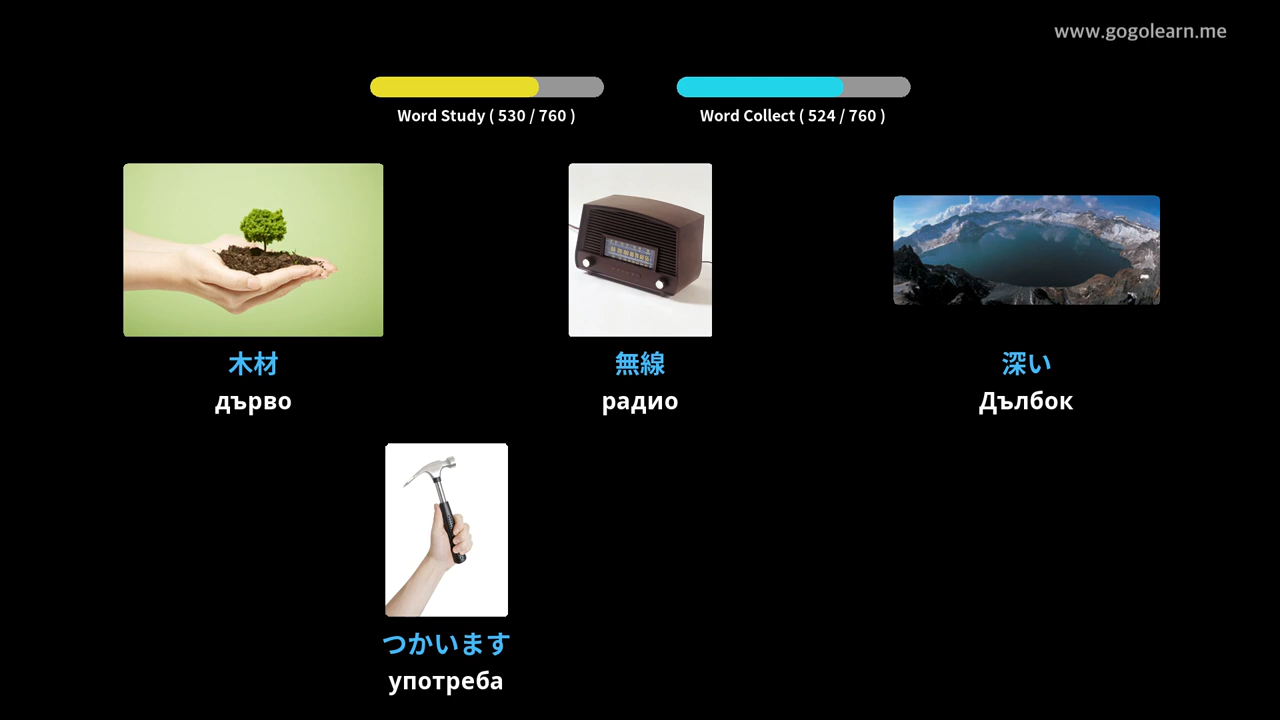 www.gogolearn.me
Word Study ( 530 / 760 )
Word Collect ( 524 / 760 )
木材
дърво
無線
радио
深い
Дълбок
つかいます
употреба